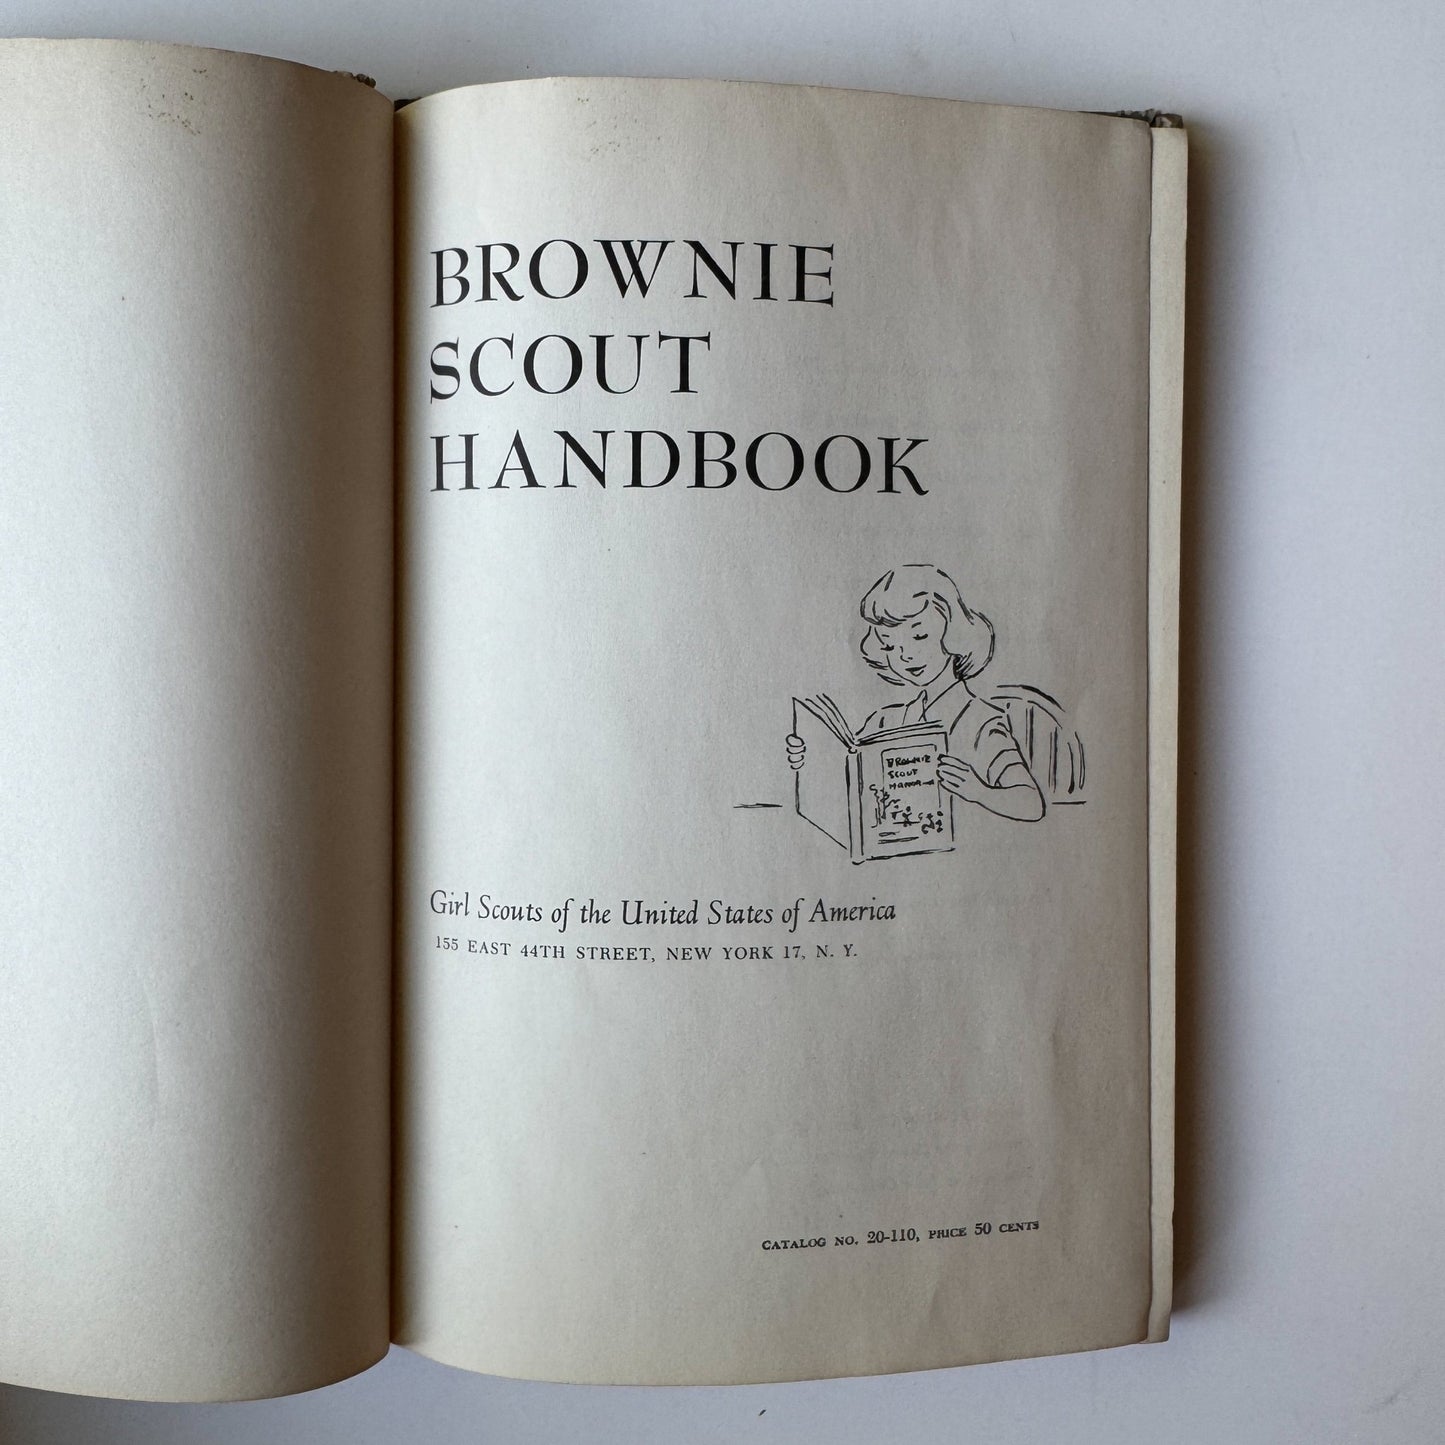 BROWNIE
SCOUT
HANDBOOK
BROWNIE
SCOUT
Girl Scouts of the United States of America
155 EAST 44TH STREET, NEW YORK 17, N. Y.
CATALOG NO. 20-110, PRICE 50 CENTS